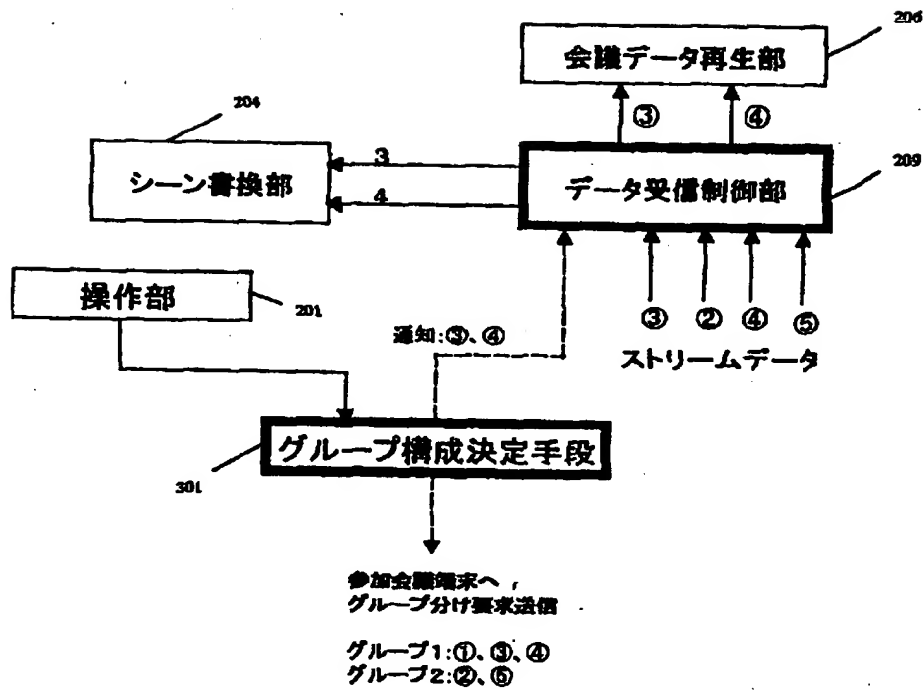 206
会議データ再生部
204
③ ④
シーン書換部
3
4
データ受信制御部
209
操作部
201
通知:③、④
③ ② ④ ⑤
ストリームデータ
グループ構成決定手段
301
参加会議端末へ
グループ分け要求送信
グループ1:①、③、④
グループ2:②、⑤